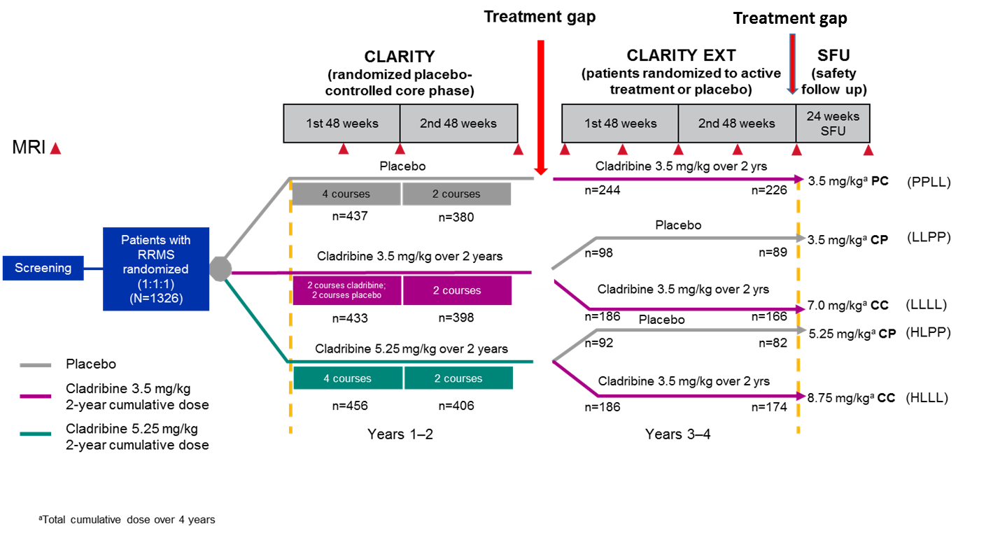 Treatment gap
Treatment gap
CLARITY
(randomized placebo-
controlled core phase)
CLARITY EXT
(patients randomized to active
treatment or placebo)
SFU
(safety
follow up)
1st 48 weeks
2nd 48 weeks
1st 48 weeks
2nd 48 weeks
24 weeks
SFU
MRI
Placebo
4 courses
2 courses
n=437
n=380
Cladribine 3.5 mg/kg over 2 yrs
n=244
n=226
3.5 mg/kgᵃ PC
(PPLL)
Screening
Patients with
RRMS
randomized
(1:1:1)
(N=1326)
Cladribine 3.5 mg/kg over 2 years
2 courses cladribine;
2 courses placebo
2 courses
n=433
n=398
Placebo
n=98
n=89
3.5 mg/kgᵃ CP
(LLPP)
Cladribine 3.5 mg/kg over 2 yrs
n=186
n=166
7.0 mg/kgᵃ CC
(LLLL)
Cladribine 5.25 mg/kg over 2 years
4 courses
2 courses
n=456
n=406
Placebo
n=92
n=82
5.25 mg/kgᵃ CP
(HLPP)
Cladribine 3.5 mg/kg over 2 yrs
n=186
n=174
8.75 mg/kgᵃ CC
(HLLL)
Placebo
Cladribine 3.5 mg/kg
2-year cumulative dose
Cladribine 5.25 mg/kg
2-year cumulative dose
Years 1–2
Years 3–4
ᵃTotal cumulative dose over 4 years